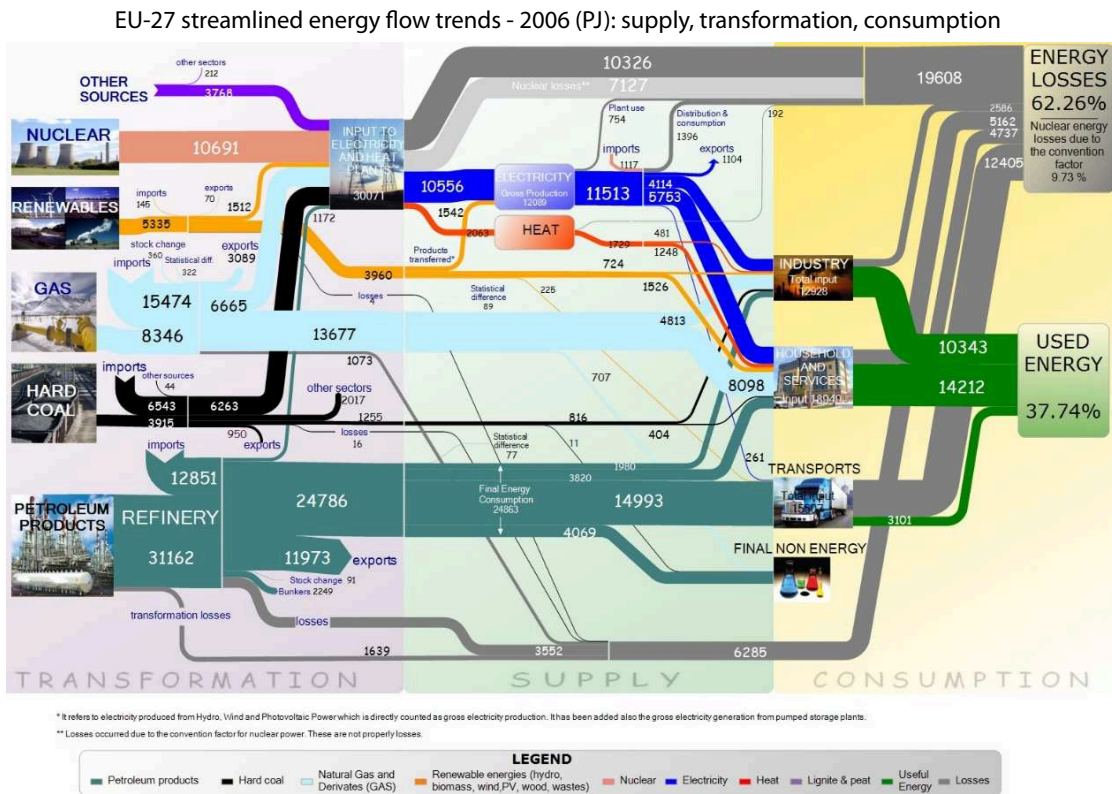 EU-27 streamlined energy flow trends - 2006 (PJ): supply, transformation, consumption
other sectors
212
OTHER
SOURCES
3768
10326
Nuclear losses**
7127
19608
ENERGY
LOSSES
62.26%
Nuclear energy
losses due to
the convention
factor
9.73 %
2586
5162
4737
12405
NUCLEAR
10691
INPUT TO
ELECTRICITY
AND HEAT
PLANTS
30071
Plant use
754
Distribution &
consumption
1396
192
imports
1117
exports
1104
10556
ELECTRICITY
Gross Production
12089
11513
4114
5753
imports
145
exports
70
1512
RENEWABLES
5335
1172
1542
2063
HEAT
1729
481
1248
stock change
360
Statistical diff.
322
exports
3089
Products
transferred*
3960
724
1526
INDUSTRY
Total input
12928
imports
GAS
15474
6665
losses
4
Statistical
difference
89
225
8346
13677
4813
10343
USED
ENERGY
37.74%
1073
HOUSEHOLD
AND
SERVICES
Input 18949
8098
14212
imports
other sources
44
other sectors
2017
707
HARD
COAL
6543
6263
3915
950
exports
1255
losses
16
816
404
11
Statistical
difference
77
261
imports
12851
1980
3820
TRANSPORTS
Total input
24786
Final Energy
Consumption
24863
14993
3101
PETROLEUM
PRODUCTS
REFINERY
31162
11973
exports
4069
FINAL NON ENERGY
Stock change 91
Bunkers 2249
transformation losses
losses
1639
3552
6285
TRANSFORMATION
SUPPLY
CONSUMPTION
* It refers to electricity produced from Hydro, Wind and Photovoltaic Power which is directly counted as gross electricity production. It has been added also the gross electricity generation from pumped storage plants.
** Losses occurred due to the convention factor for nuclear power. These are not properly losses.
LEGEND
Petroleum products
Hard coal
Natural Gas and
Derivates (GAS)
Renewable energies (hydro,
biomass, wind,PV, wood, wastes)
Nuclear
Electricity
Heat
Lignite & peat
Useful
Energy
Losses